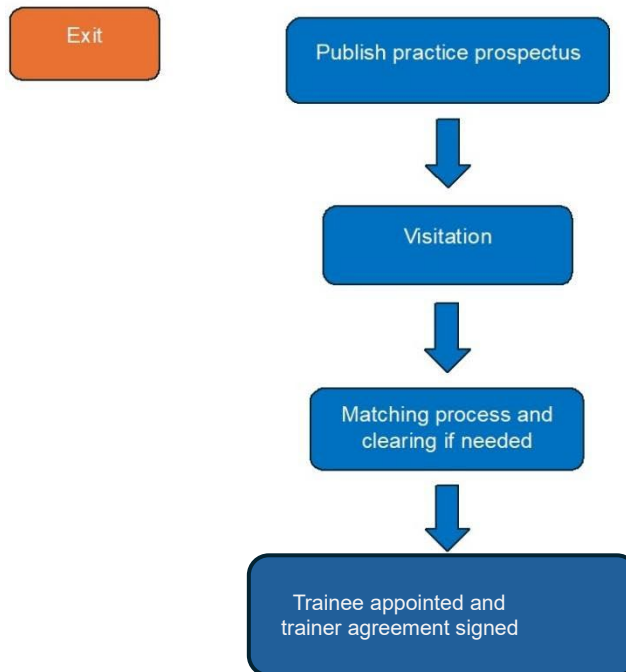 Exit
Publish practice prospectus
Visitation
Matching process and
clearing if needed
Trainee appointed and
trainer agreement signed